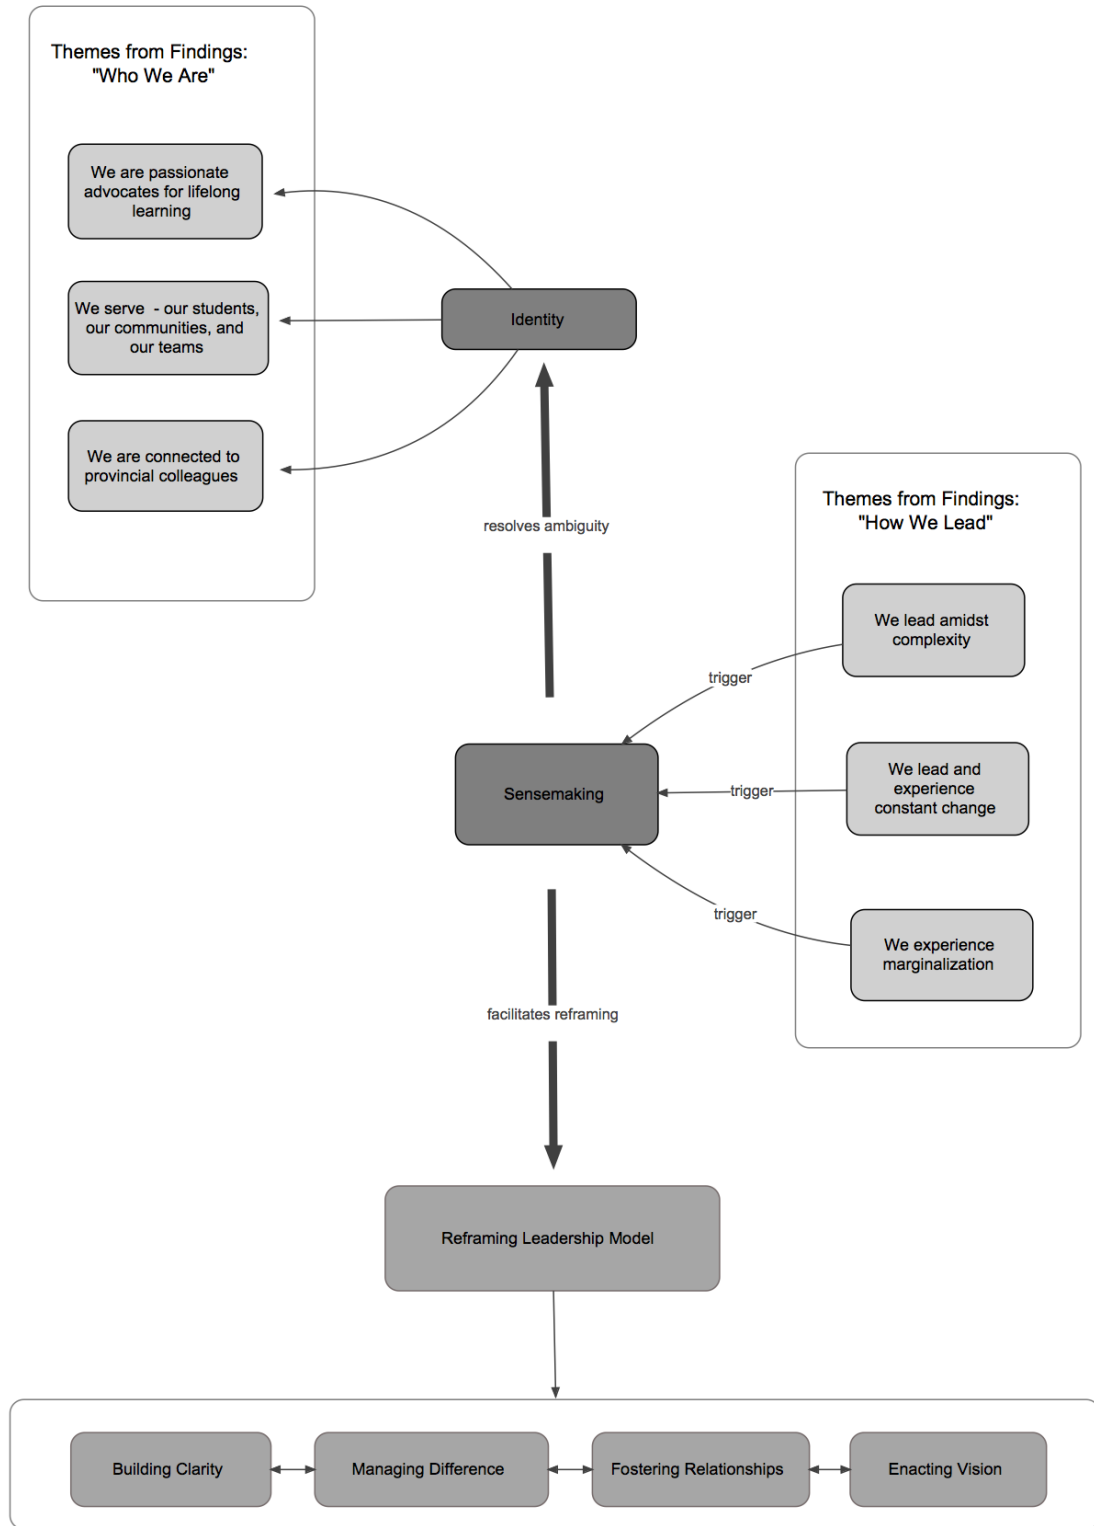 Themes from Findings:
"Who We Are"
We are passionate
advocates for lifelong
learning
We serve  - our students,
our communities, and
our teams
We are connected to
provincial colleagues
Identity
resolves ambiguity
Themes from Findings:
"How We Lead"
We lead amidst
complexity
trigger
We lead and
experience
constant change
trigger
Sensemaking
We experience
marginalization
trigger
facilitates reframing
Reframing Leadership Model
Building Clarity
Managing Difference
Fostering Relationships
Enacting Vision